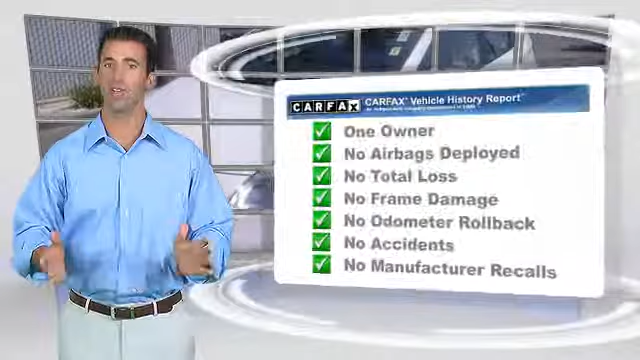 CARFAX CARFAX® Vehicle History Report™
One Owner
No Airbags Deployed
No Total Loss
No Frame Damage
No Odometer Rollback
No Accidents
No Manufacturer Recalls